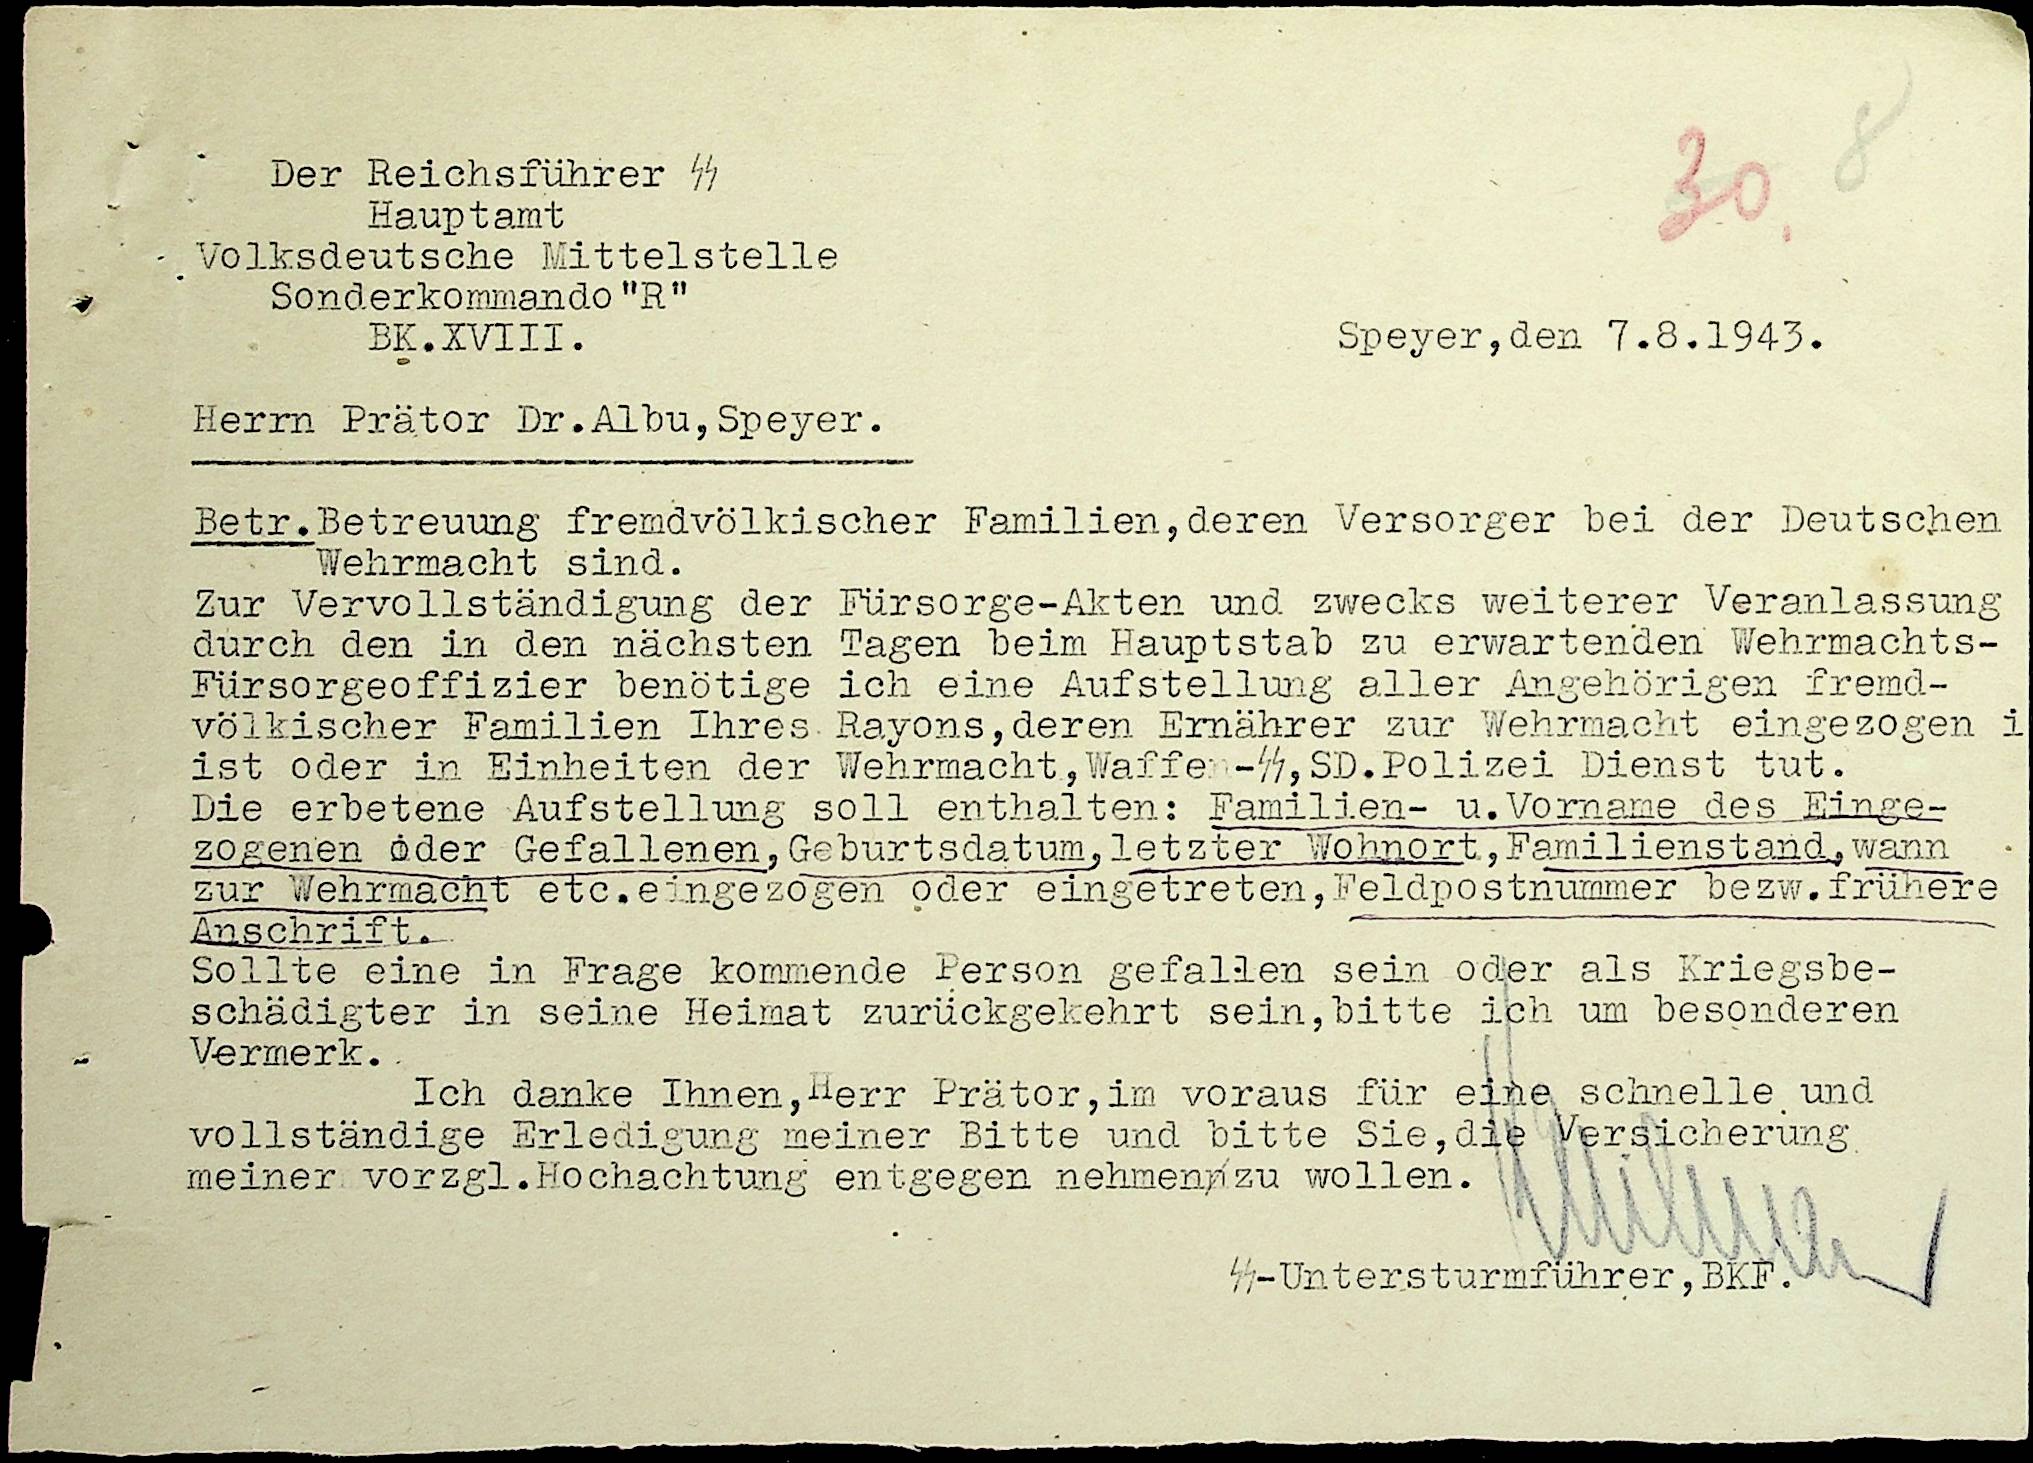 30.
8
Der Reichsführer SS
Hauptamt
Volksdeutsche Mittelstelle
Sonderkommando"R"
BK.XVIII.
Speyer,den 7.8.1943.
Herrn Prätor Dr.Albu,Speyer.
Betr.Betreuung fremdvölkischer Familien,deren Versorger bei der Deutschen
Wehrmacht sind.
Zur Vervollständigung der Fürsorge-Akten und zwecks weiterer Veranlassung
durch den in den nächsten Tagen beim Hauptstab zu erwartenden Wehrmachts-
Fürsorgeoffizier benötige ich eine Aufstellung aller Angehörigen fremd-
völkischer Familien Ihres Rayons,deren Ernährer zur Wehrmacht eingezogen i
ist oder in Einheiten der Wehrmacht,Waffen-SS,SD.Polizei Dienst tut.
Die erbetene Aufstellung soll enthalten: Familien- u.Vorname des Einge-
zogenen oder Gefallenen,Geburtsdatum,letzter Wohnort,Familienstand,wann
zur Wehrmacht etc.eingezogen oder eingetreten,Feldpostnummer bezw.frühere
Anschrift.
Sollte eine in Frage kommende Person gefallen sein oder als Kriegsbe-
schädigter in seine Heimat zurückgekehrt sein,bitte ich um besonderen
Vermerk.
Ich danke Ihnen,Herr Prätor,im voraus für eine schnelle und
vollständige Erledigung meiner Bitte und bitte Sie,die Versicherung
meiner vorzgl.Hochachtung entgegen nehmen zu wollen.
SS-Untersturmführer,BKF.